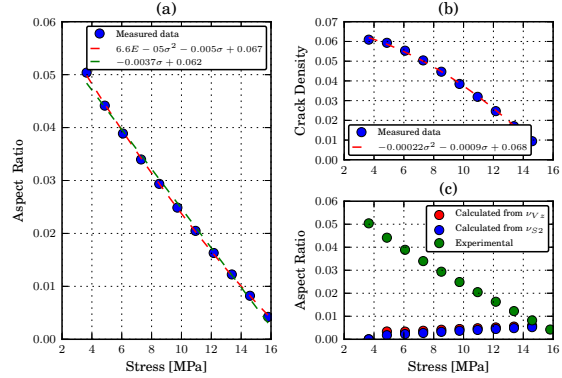 (a)
Measured data
6.6E − 05σ² − 0.005σ + 0.067
−0.0037σ + 0.062
0.06
0.05
0.04
0.03
0.02
0.01
0.00
Aspect Ratio
2 4 6 8 10 12 14 16
Stress [MPa]
(b)
0.07
0.06
0.05
0.04
0.03
0.02
0.01
0.00
Crack Density
Measured data
−0.00022σ² − 0.0009σ + 0.068
2 4 6 8 10 12 14 16
(c)
Calculated from νVz
Calculated from νS2
Experimental
0.06
0.05
0.04
0.03
0.02
0.01
0.00
Aspect Ratio
2 4 6 8 10 12 14 16
Stress [MPa]